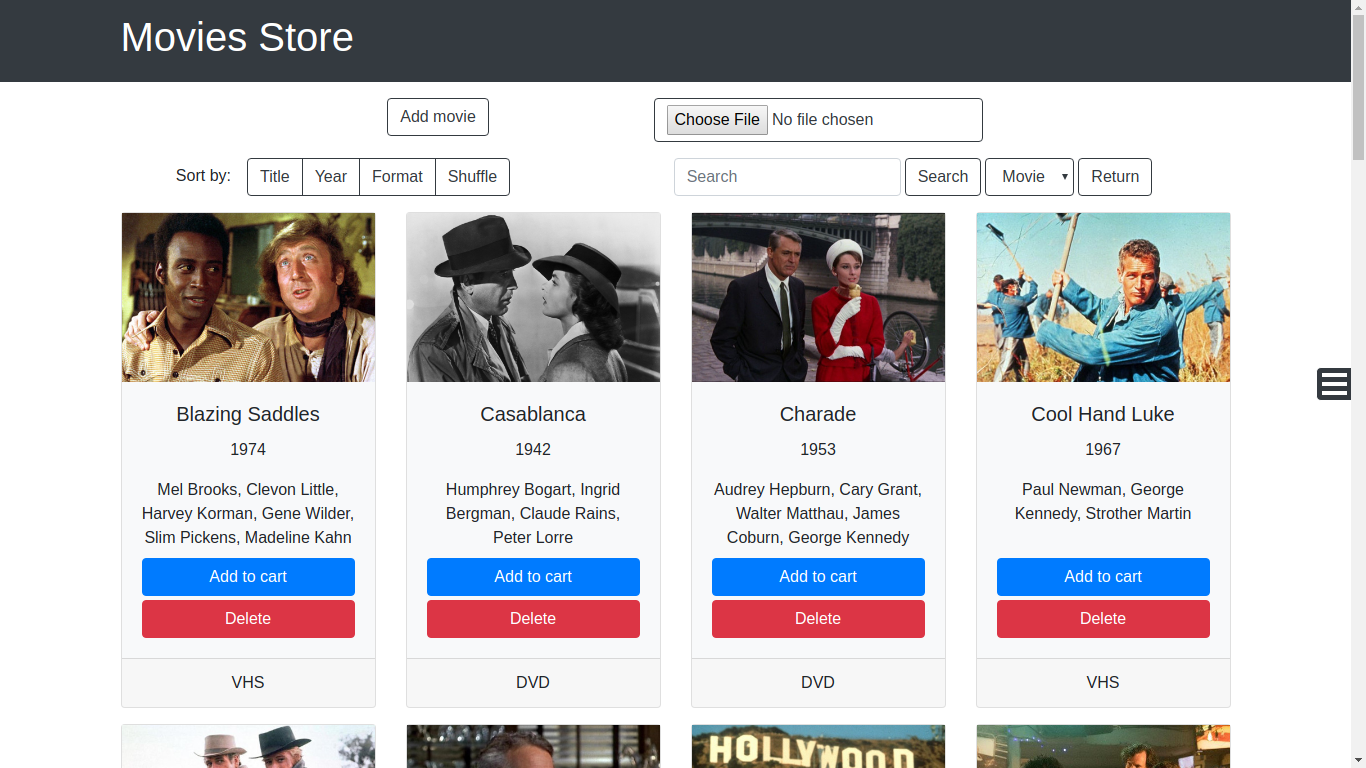 Movies Store
Add movie
Choose File No file chosen
Sort by: Title Year Format Shuffle
Search Search Movie Return
Blazing Saddles
1974
Mel Brooks, Clevon Little,
Harvey Korman, Gene Wilder,
Slim Pickens, Madeline Kahn
Add to cart
Delete
VHS
Casablanca
1942
Humphrey Bogart, Ingrid
Bergman, Claude Rains,
Peter Lorre
Add to cart
Delete
DVD
Charade
1953
Audrey Hepburn, Cary Grant,
Walter Matthau, James
Coburn, George Kennedy
Add to cart
Delete
DVD
Cool Hand Luke
1967
Paul Newman, George
Kennedy, Strother Martin
Add to cart
Delete
VHS
HOLLYWOOD